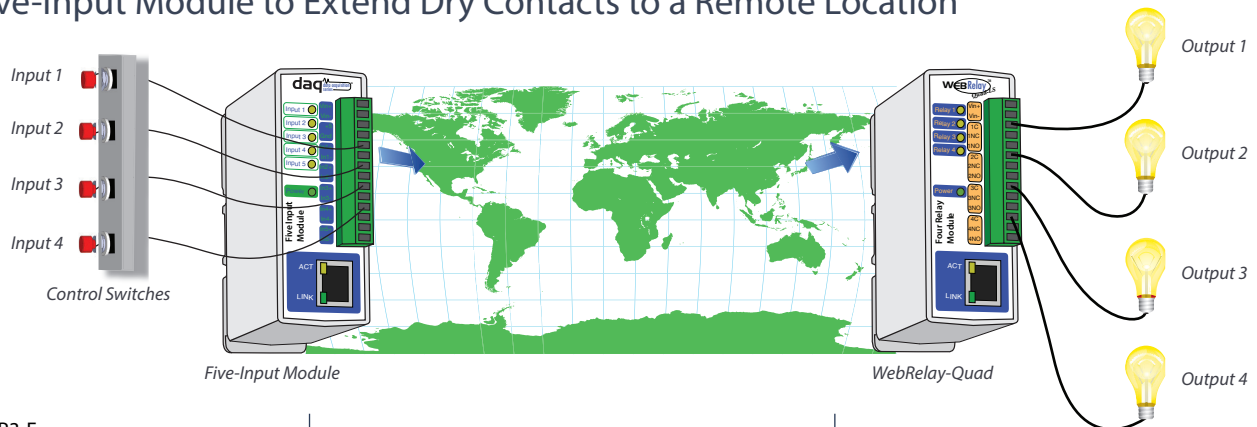 ve-Input Module to Extend Dry Contacts to a Remote Location
Input 1
Input 2
Input 3
Input 4
Control Switches
daq
Input 1
Input 2
Input 3
Input 4
Input 5
Power
Five Input
Module
ACT
LINK
Five-Input Module
WEBRelay
Relay 1
Relay 2
Relay 3
Relay 4
Power
Vin+
Vin-
1C
1NC
1NO
2C
2NC
2NO
3C
3NC
3NO
4C
4NC
4NO
Four Relay
Module
ACT
LINK
WebRelay-Quad
Output 1
Output 2
Output 3
Output 4